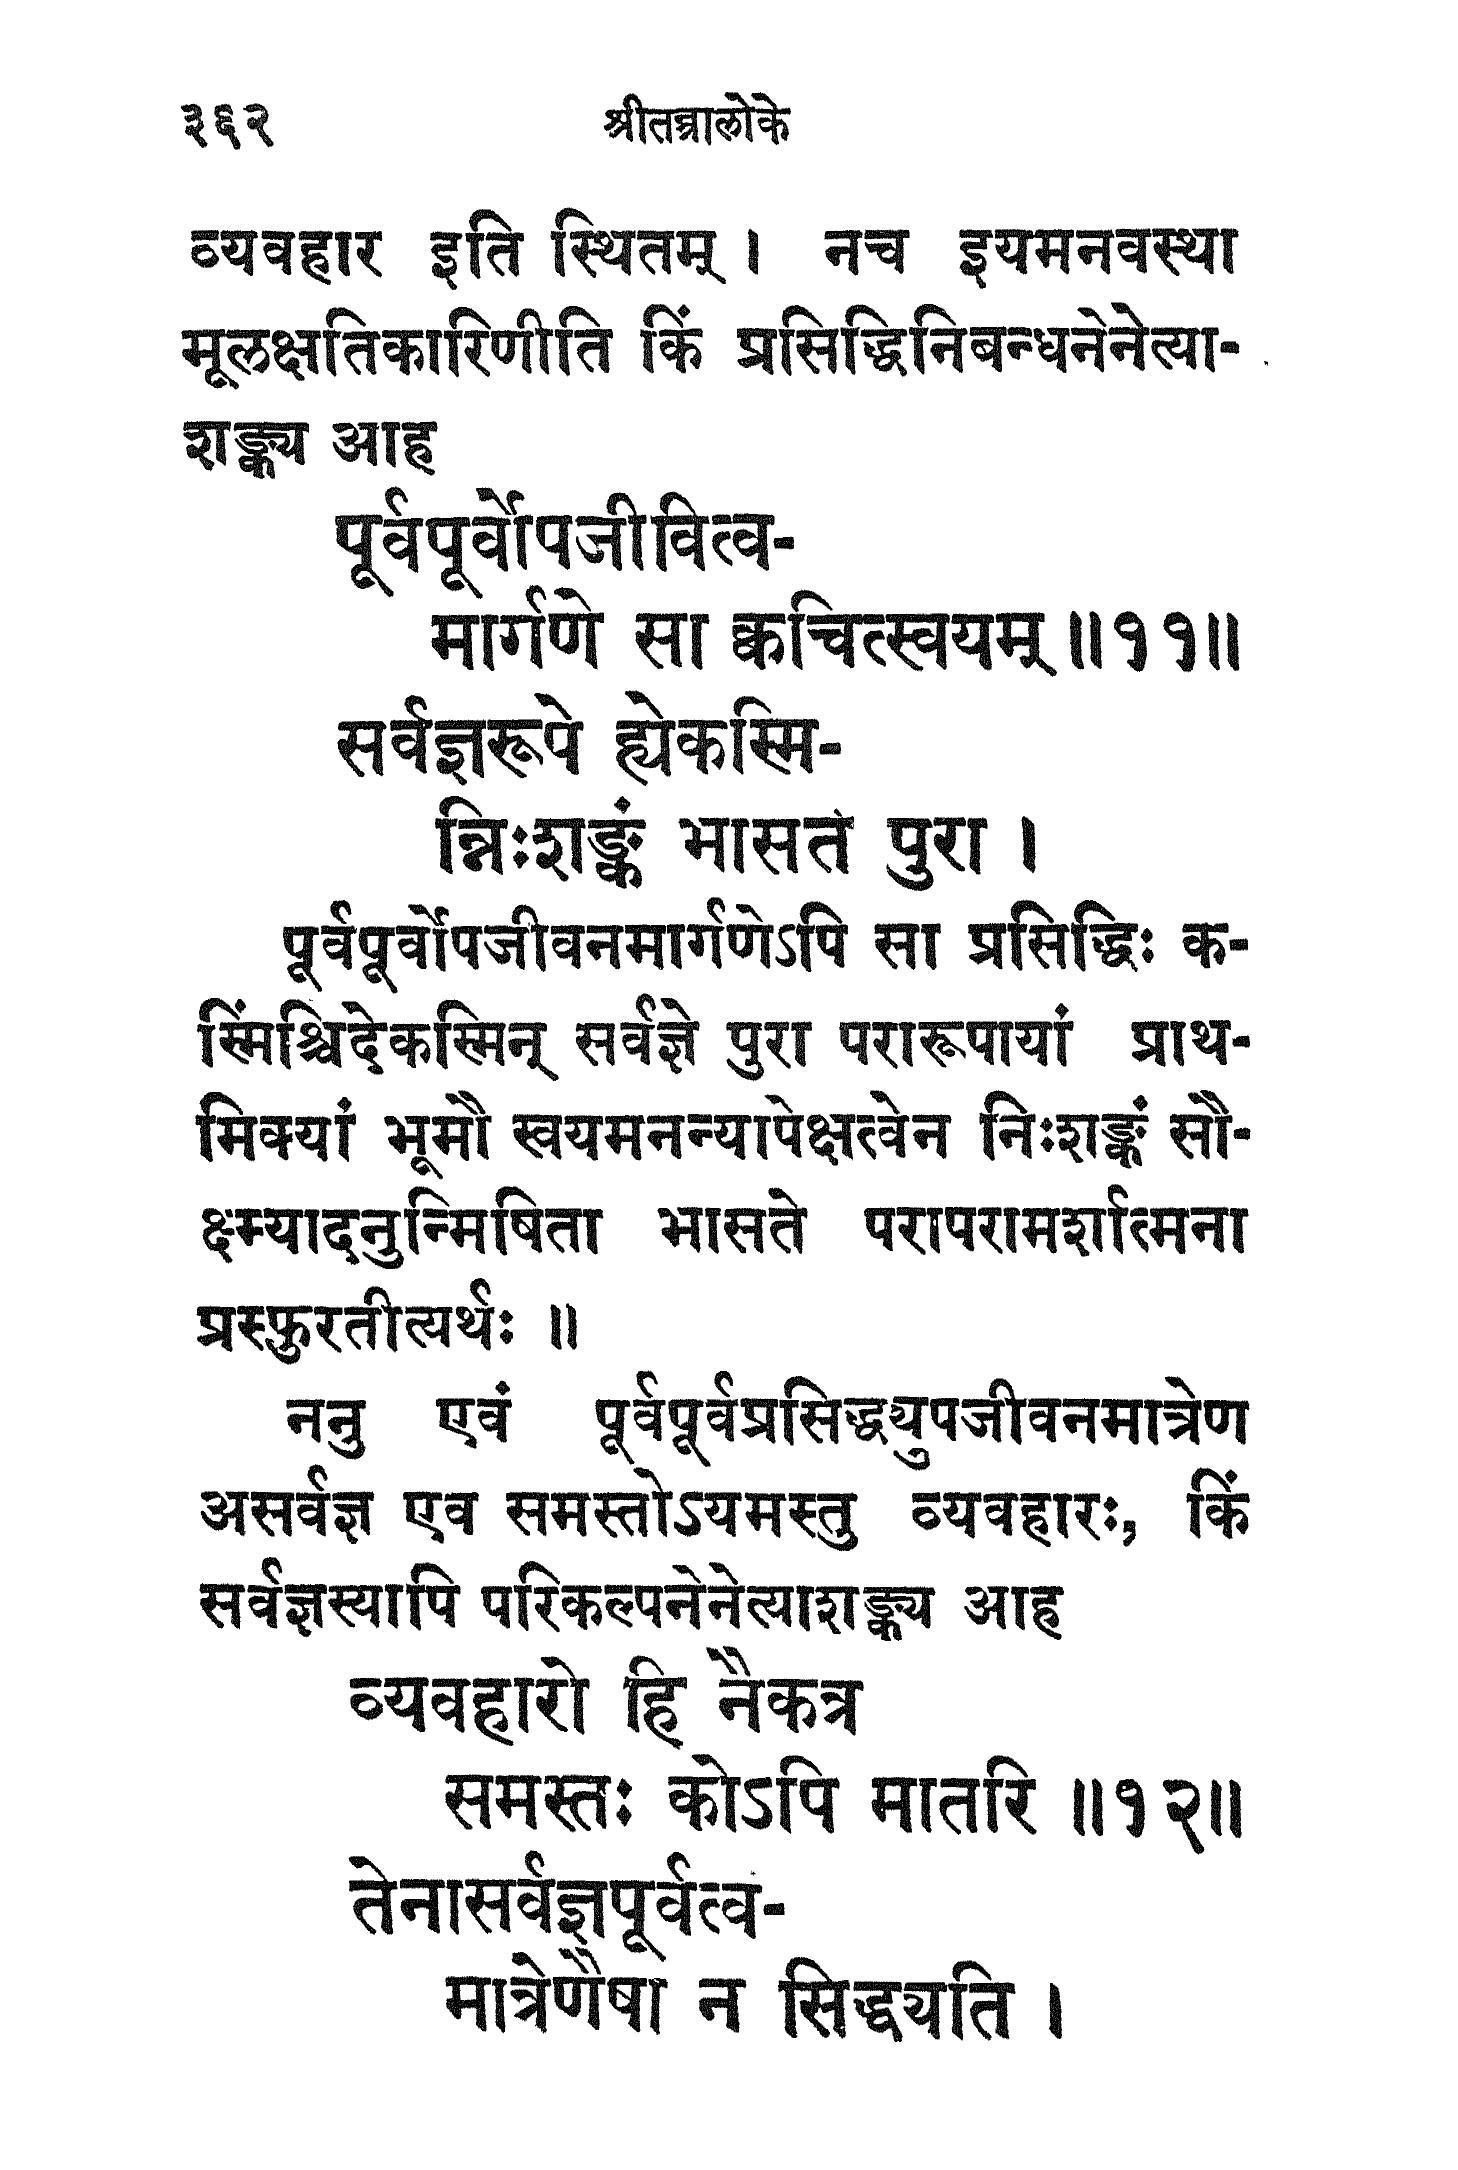 ३६२ श्रीतन्त्रालोके
व्यवहार इति स्थितम् । नच इयमनवस्था
मूलक्षतिकारिणीति किं प्रसिद्धिनिबन्धनेनेत्या-
शङ्क्य आह
पूर्वपूर्वोपजीवित्व-
मार्गणे सा क्वचित्स्वयम् ॥११॥
सर्वज्ञरूपे ह्येकस्मि-
न्निःशङ्कं भासते पुरा ।
पूर्वपूर्वोपजीवनमार्गणेऽपि सा प्रसिद्धिः क-
स्मिंश्चिदेकस्मिन् सर्वज्ञे पुरा परारूपायां प्राथ-
मिक्यां भूमौ स्वयमनन्यापेक्षत्वेन निःशङ्कं सौ-
क्ष्म्यादनुन्मिषिता भासते परापरामर्शात्मना
प्रस्फुरतीत्यर्थः ॥
ननु एवं पूर्वपूर्वप्रसिद्ध्युपजीवनमात्रेण
असर्वज्ञ एव समस्तोऽयमस्तु व्यवहारः, किं
सर्वज्ञस्यापि परिकल्पनेनेत्याशङ्क्य आह
व्यवहारो हि नैकत्र
समस्तः कोऽपि मातरि ॥१२॥
तेनासर्वज्ञपूर्वत्व-
मात्रेणैषा न सिद्ध्यति ।